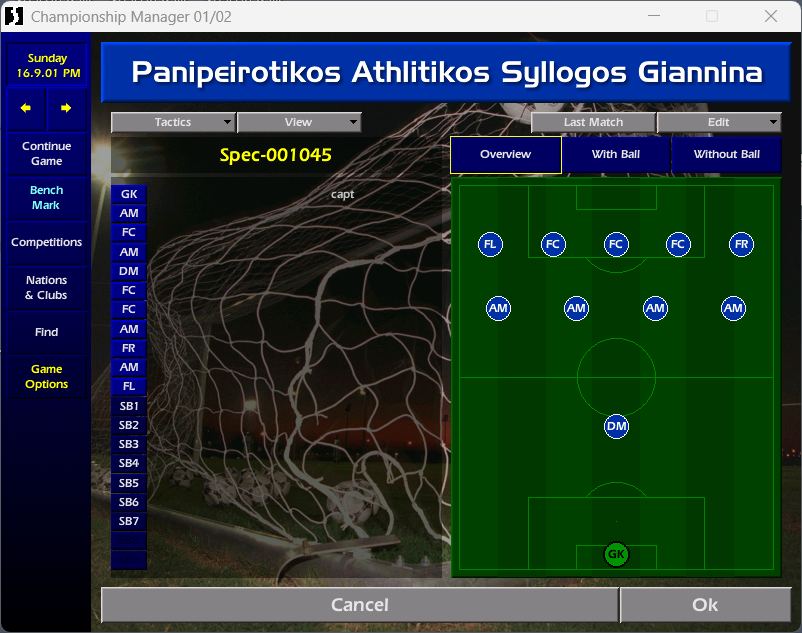 Championship Manager 01/02
Sunday
16.9.01 PM
Panipeirotikos Athlitikos Syllogos Giannina
Continue
Game
Bench
Mark
Competitions
Nations
& Clubs
Find
Game
Options
Tactics
View
Last Match
Edit
Spec-001045
Overview
With Ball
Without Ball
GK
capt
AM
FC
AM
DM
FC
FC
AM
FR
AM
FL
SB1
SB2
SB3
SB4
SB5
SB6
SB7
FL
FC
FC
FC
FR
AM
AM
AM
AM
DM
GK
Cancel
Ok